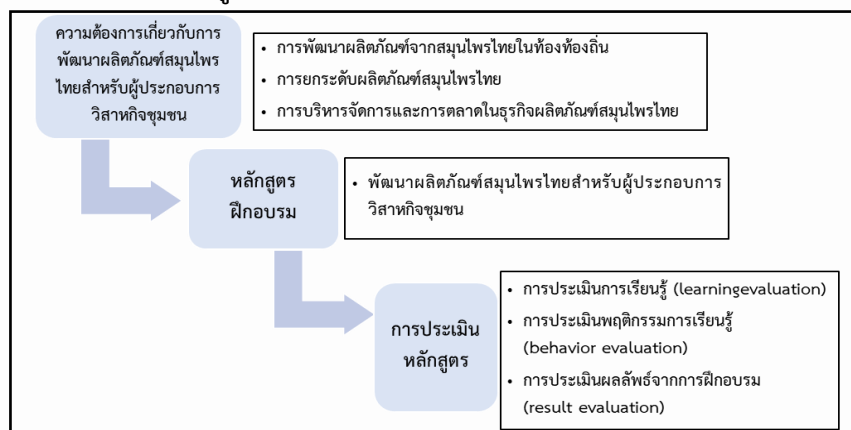 ความต้องการเกี่ยวกับการ
พัฒนาผลิตภัณฑ์สมุนไพร
ไทยสำหรับผู้ประกอบการ
วิสาหกิจชุมชน
• การพัฒนาผลิตภัณฑ์จากสมุนไพรไทยในท้องท้องถิ่น
• การยกระดับผลิตภัณฑ์สมุนไพรไทย
• การบริหารจัดการและการตลาดในธุรกิจผลิตภัณฑ์สมุนไพรไทย
หลักสูตร
ฝึกอบรม
• พัฒนาผลิตภัณฑ์สมุนไพรไทยสำหรับผู้ประกอบการ
วิสาหกิจชุมชน
การประเมิน
หลักสูตร
• การประเมินการเรียนรู้ (learningevaluation)
• การประเมินพฤติกรรมการเรียนรู้
(behavior evaluation)
• การประเมินผลลัพธ์จากการฝึกอบรม
(result evaluation)